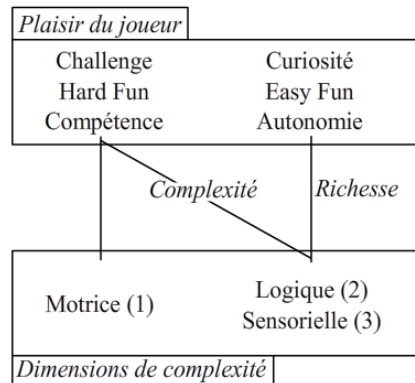 Plaisir du joueur
Challenge
Hard Fun
Compétence
Curiosité
Easy Fun
Autonomie
Complexité
Richesse
Motrice (1)
Logique (2)
Sensorielle (3)
Dimensions de complexité